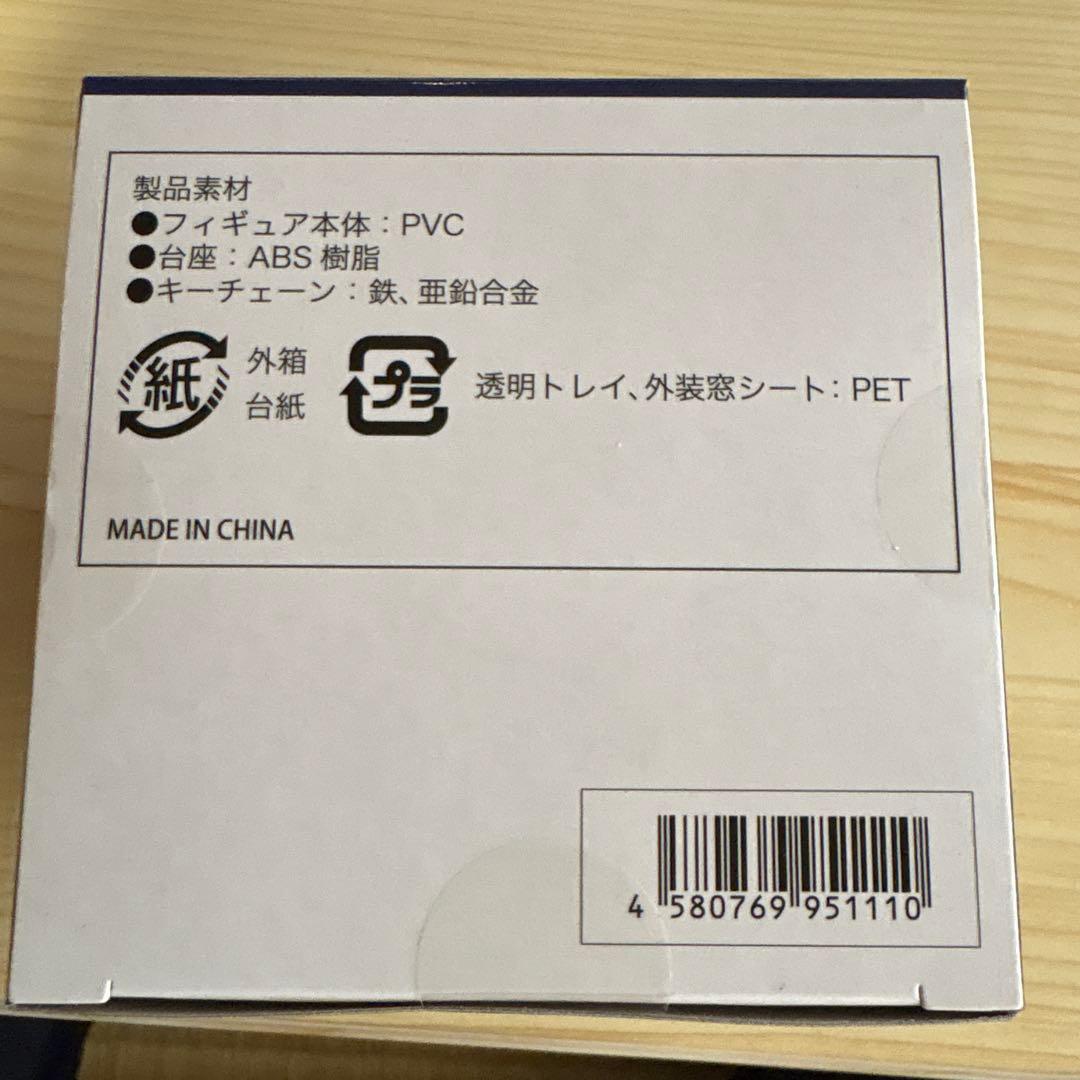 製品素材
●フィギュア本体：PVC
●台座：ABS 樹脂
●キーチェーン：鉄、亜鉛合金
紙 外箱
台紙
プラ 透明トレイ、外装窓シート：PET
MADE IN CHINA
4 580769 951110